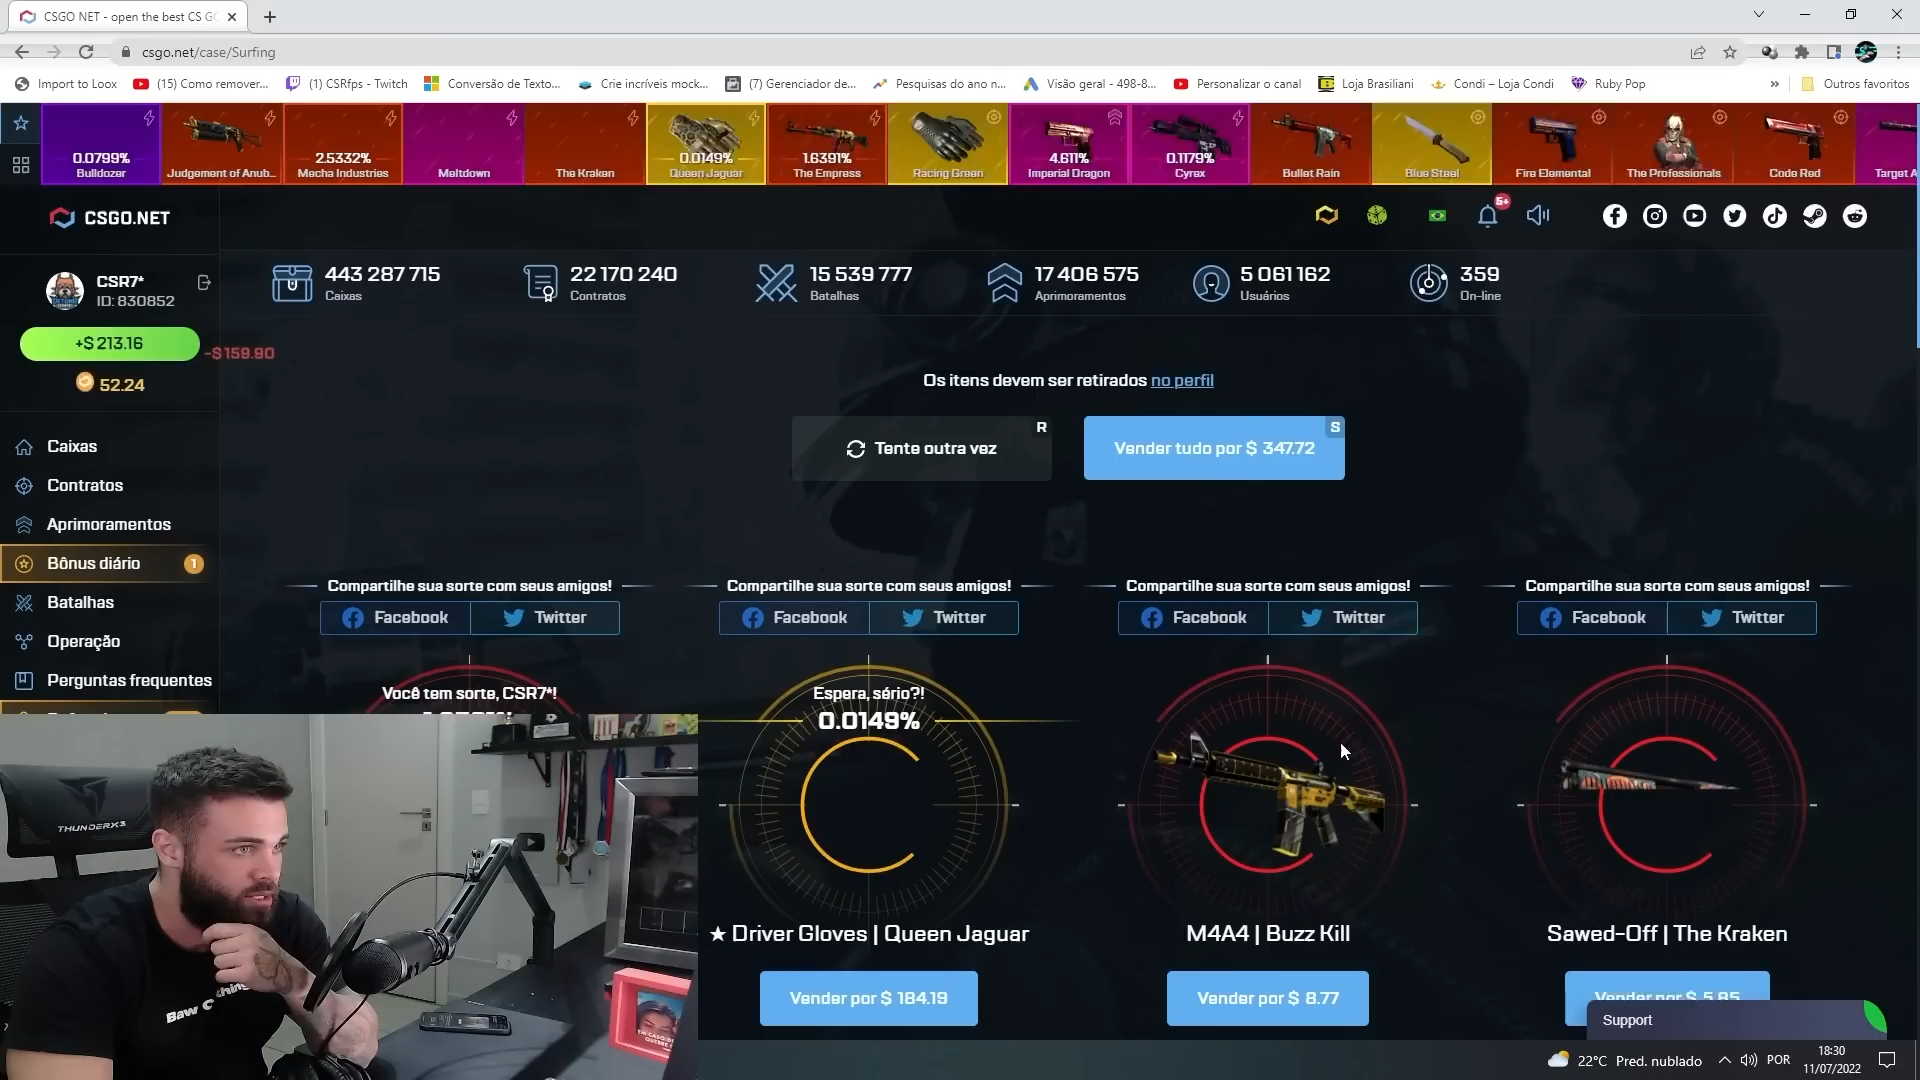 CSGO NET - open the best CS GO
csgo.net/case/Surfing
Import to Loox
(15) Como remover...
(1) CSRfps - Twitch
Conversão de Texto...
Crie incríveis mock...
(7) Gerenciador de...
Pesquisas do ano n...
Visão geral - 498-8...
Personalizar o canal
Loja Brasiliani
Condi – Loja Condi
Ruby Pop
»
Outros favoritos
0.0799%
Bulldozer
Judgement of Anub...
2.5332%
Mecha Industries
Meltdown
The Kraken
0.0149%
Queen Jaguar
1.6391%
The Empress
Racing Green
4.611%
Imperial Dragon
0.1179%
Cyrex
Bullet Rain
Blue Steel
Fire Elemental
The Professionals
Code Red
Target A
CSGO.NET
5+
CSR7*
ID: 830852
+$ 213.16
-$ 159.90
52.24
443 287 715
Caixas
22 170 240
Contratos
15 539 777
Batalhas
17 406 575
Aprimoramentos
5 061 162
Usuários
359
On-line
Os itens devem ser retirados no perfil
Tente outra vez
R
Vender tudo por $ 347.72
S
Caixas
Contratos
Aprimoramentos
Bônus diário
1
Batalhas
Operação
Perguntas frequentes
Compartilhe sua sorte com seus amigos!
Facebook
Twitter
Compartilhe sua sorte com seus amigos!
Facebook
Twitter
Compartilhe sua sorte com seus amigos!
Facebook
Twitter
Compartilhe sua sorte com seus amigos!
Facebook
Twitter
Você tem sorte, CSR7*!
Espera, sério?!
0.0149%
★ Driver Gloves | Queen Jaguar
Vender por $ 184.19
M4A4 | Buzz Kill
Vender por $ 8.77
Sawed-Off | The Kraken
Vender por $ 5.85
Support
THUNDERX3
22°C Pred. nublado
POR
18:30
11/07/2022